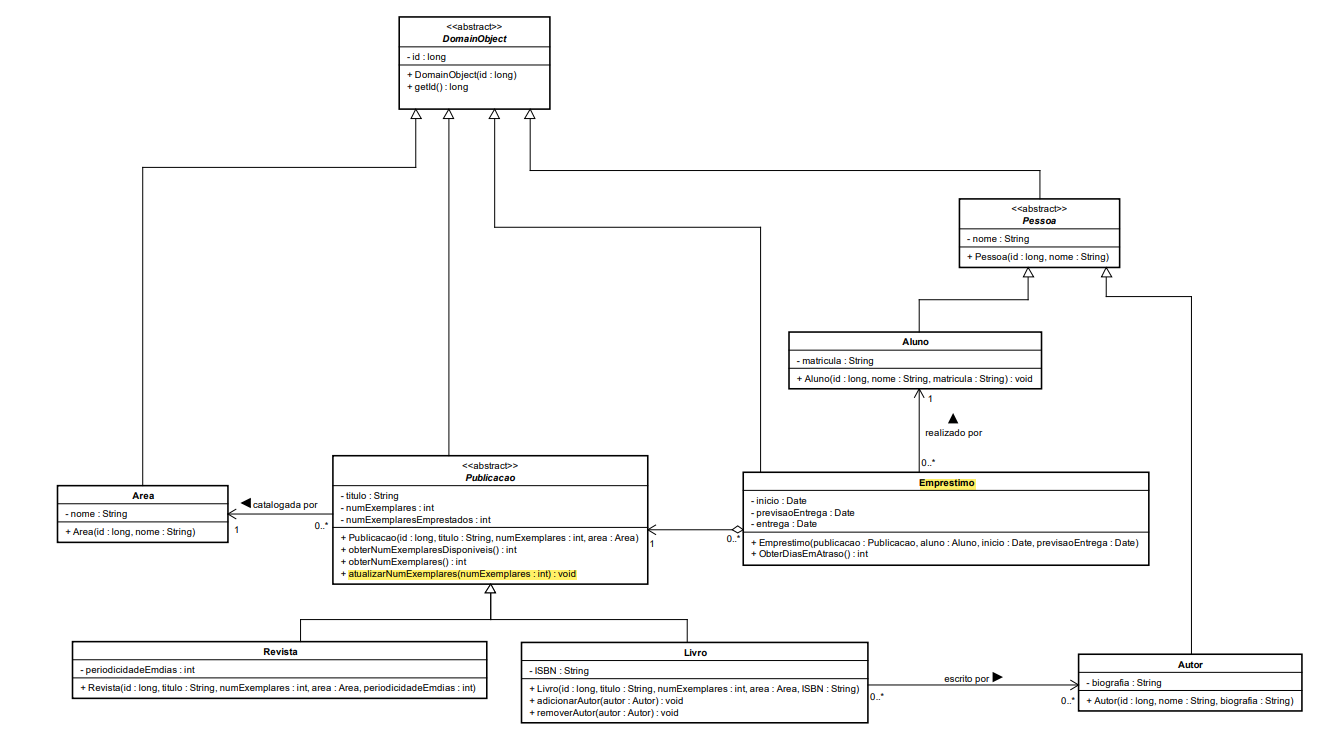 <<abstract>>
DomainObject
- id : long
+ DomainObject(id : long)
+ getId() : long
<<abstract>>
Pessoa
- nome : String
+ Pessoa(id : long, nome : String)
Aluno
- matricula : String
+ Aluno(id : long, nome : String, matricula : String) : void
1
realizado por
0..*
<<abstract>>
Publicacao
- titulo : String
- numExemplares : int
- numExemplaresEmprestados : int
+ Publicacao(id : long, titulo : String, numExemplares : int, area : Area)
+ obterNumExemplaresDisponiveis() : int
+ obterNumExemplares() : int
+ atualizarNumExemplares(numExemplares : int) : void
Area
- nome : String
+ Area(id : long, nome : String)
catalogada por
1
0..*
Emprestimo
- inicio : Date
- previsaoEntrega : Date
- entrega : Date
+ Emprestimo(publicacao : Publicacao, aluno : Aluno, inicio : Date, previsaoEntrega : Date)
+ ObterDiasEmAtraso() : int
1
0..*
Revista
- periodicidadeEmdias : int
+ Revista(id : long, titulo : String, numExemplares : int, area : Area, periodicidadeEmdias : int)
Livro
- ISBN : String
+ Livro(id : long, titulo : String, numExemplares : int, area : Area, ISBN : String)
+ adicionarAutor(autor : Autor) : void
+ removerAutor(autor : Autor) : void
escrito por
0..*
0..*
Autor
- biografia : String
+ Autor(id : long, nome : String, biografia : String)